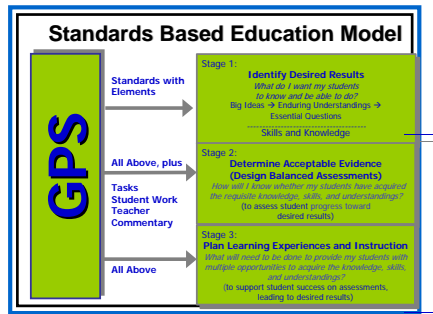 Standards Based Education Model
GPS
Standards with
Elements
All Above, plus
Tasks
Student Work
Teacher
Commentary
All Above
Stage 1:
Identify Desired Results
What do I want my students
to know and be able to do?
Big Ideas → Enduring Understandings →
Essential Questions
-----------------------------------------
Skills and Knowledge
Stage 2:
Determine Acceptable Evidence
(Design Balanced Assessments)
How will I know whether my students have acquired
the requisite knowledge, skills, and understandings?
(to assess student progress toward
desired results)
Stage 3:
Plan Learning Experiences and Instruction
What will need to be done to provide my students with
multiple opportunities to acquire the knowledge, skills,
and understandings?
(to support student success on assessments,
leading to desired results)